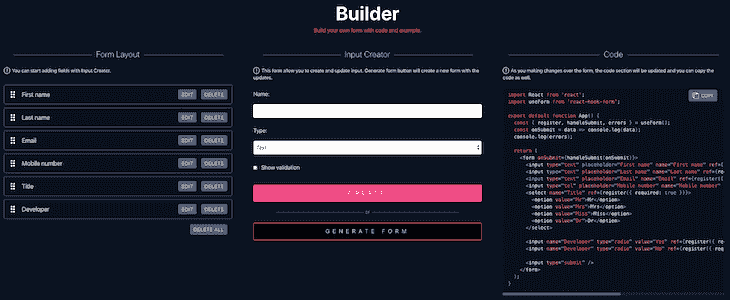 Builder
Build your own form with code and example.
Form Layout
You can start adding fields with Input Creator.
First name EDIT DELETE
Last name EDIT DELETE
Email EDIT DELETE
Mobile number EDIT DELETE
Title EDIT DELETE
Developer EDIT DELETE
DELETE ALL
Input Creator
This form allow you to create and update input. Generate form button will create a new form with the
updates.
Name:
Type:
Text
Show validation
or
GENERATE FORM
Code
As you making changes over the form, the code section will be updated and you can copy the
code as well.
COPY
import React from 'react';
import useForm from 'react-hook-form';
export default function App() {
const { register, handleSubmit, errors } = useForm();
const onSubmit = data => console.log(data);
console.log(errors);
return (
<form onSubmit={handleSubmit(onSubmit)}>
<input type="text" placeholder="First name" name="First name" ref={
<input type="text" placeholder="Last name" name="Last name" ref={re
<input type="text" placeholder="Email" name="Email" ref={register({
<input type="tel" placeholder="Mobile number" name="Mobile number"
<select name="Title" ref={register({ required: true })}>
<option value="Mr">Mr</option>
<option value="Mrs">Mrs</option>
<option value="Miss">Miss</option>
<option value="Dr">Dr</option>
</select>
<input name="Developer" type="radio" value="Yes" ref={register({ re
<input name="Developer" type="radio" value="No" ref={register({ req
<input type="submit" />
</form>
);
}